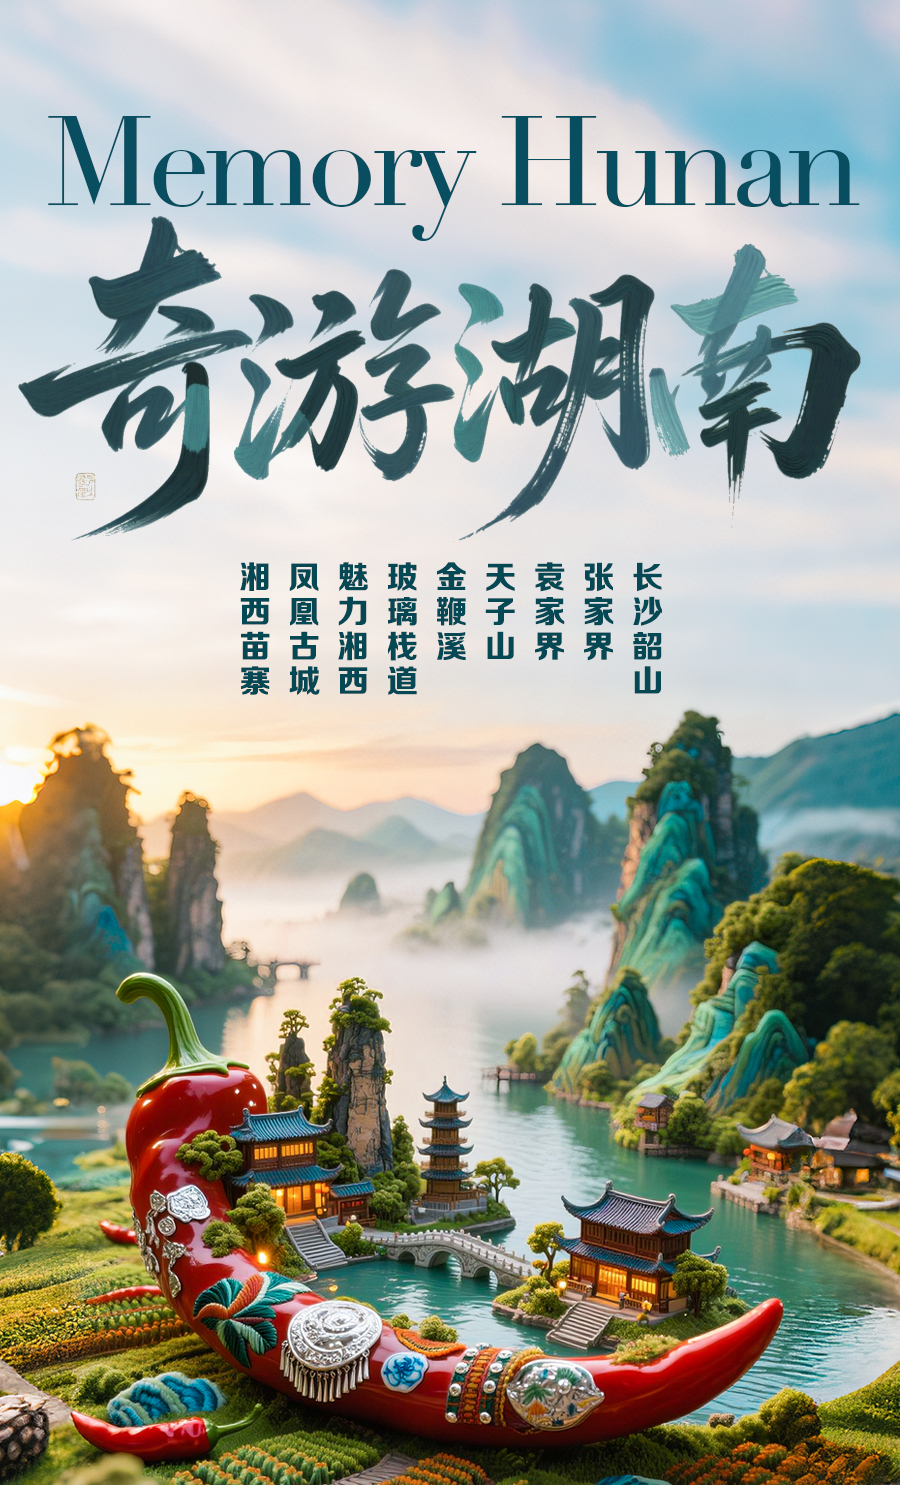 Memory Hunan
奇游湖南
长沙韶山
张家界
袁家界
天子山
金鞭溪
玻璃栈道
魅力湘西
凤凰古城
湘西苗寨